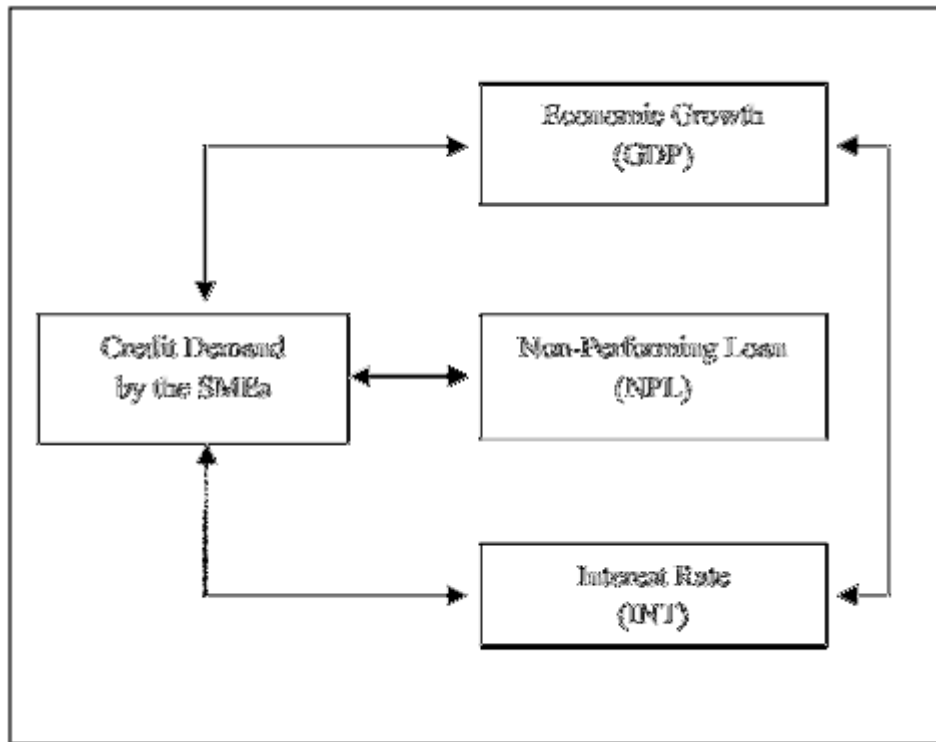 Economic Growth
(GDP)
Credit Demand
by the SMEs
Non-Performing Loan
(NPL)
Interest Rate
(INT)